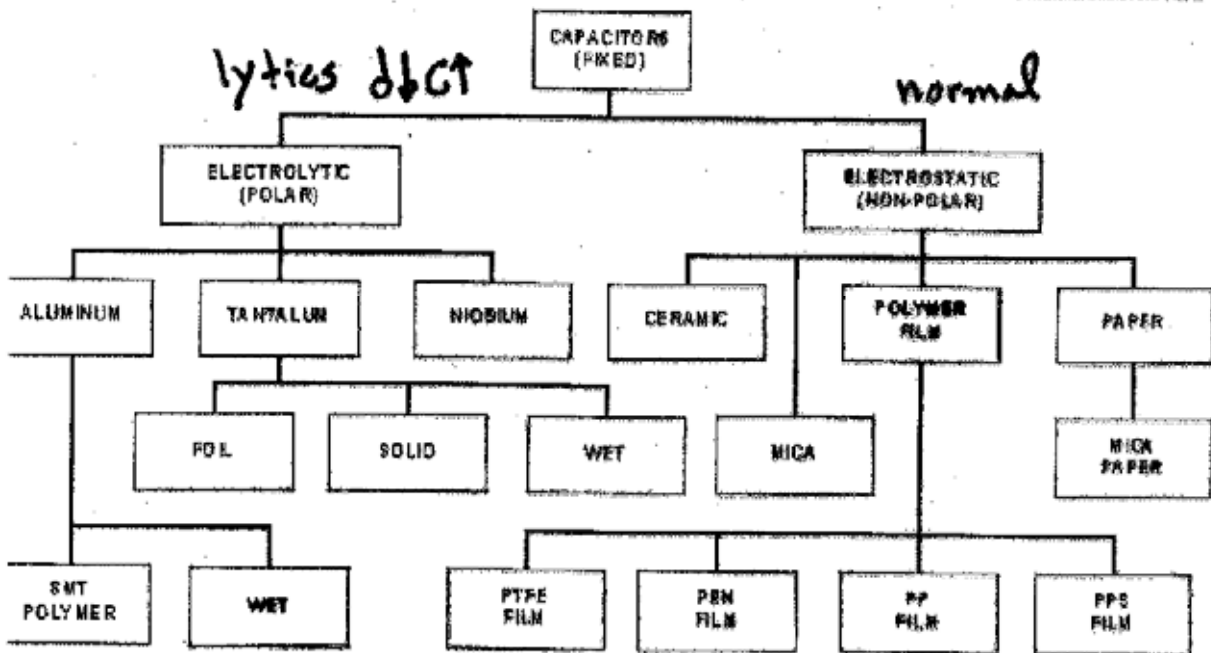 CAPACITORS
(FIXED)
lytics d↓C↑
normal
ELECTROLYTIC
(POLAR)
ELECTROSTATIC
(NON-POLAR)
ALUMINUM
TANTALUM
NIOBIUM
CERAMIC
POLYMER
FILM
PAPER
FOIL
SOLID
WET
MICA
MICA
PAPER
SMT
POLYMER
WET
PTFE
FILM
PEN
FILM
PP
FILM
PPS
FILM